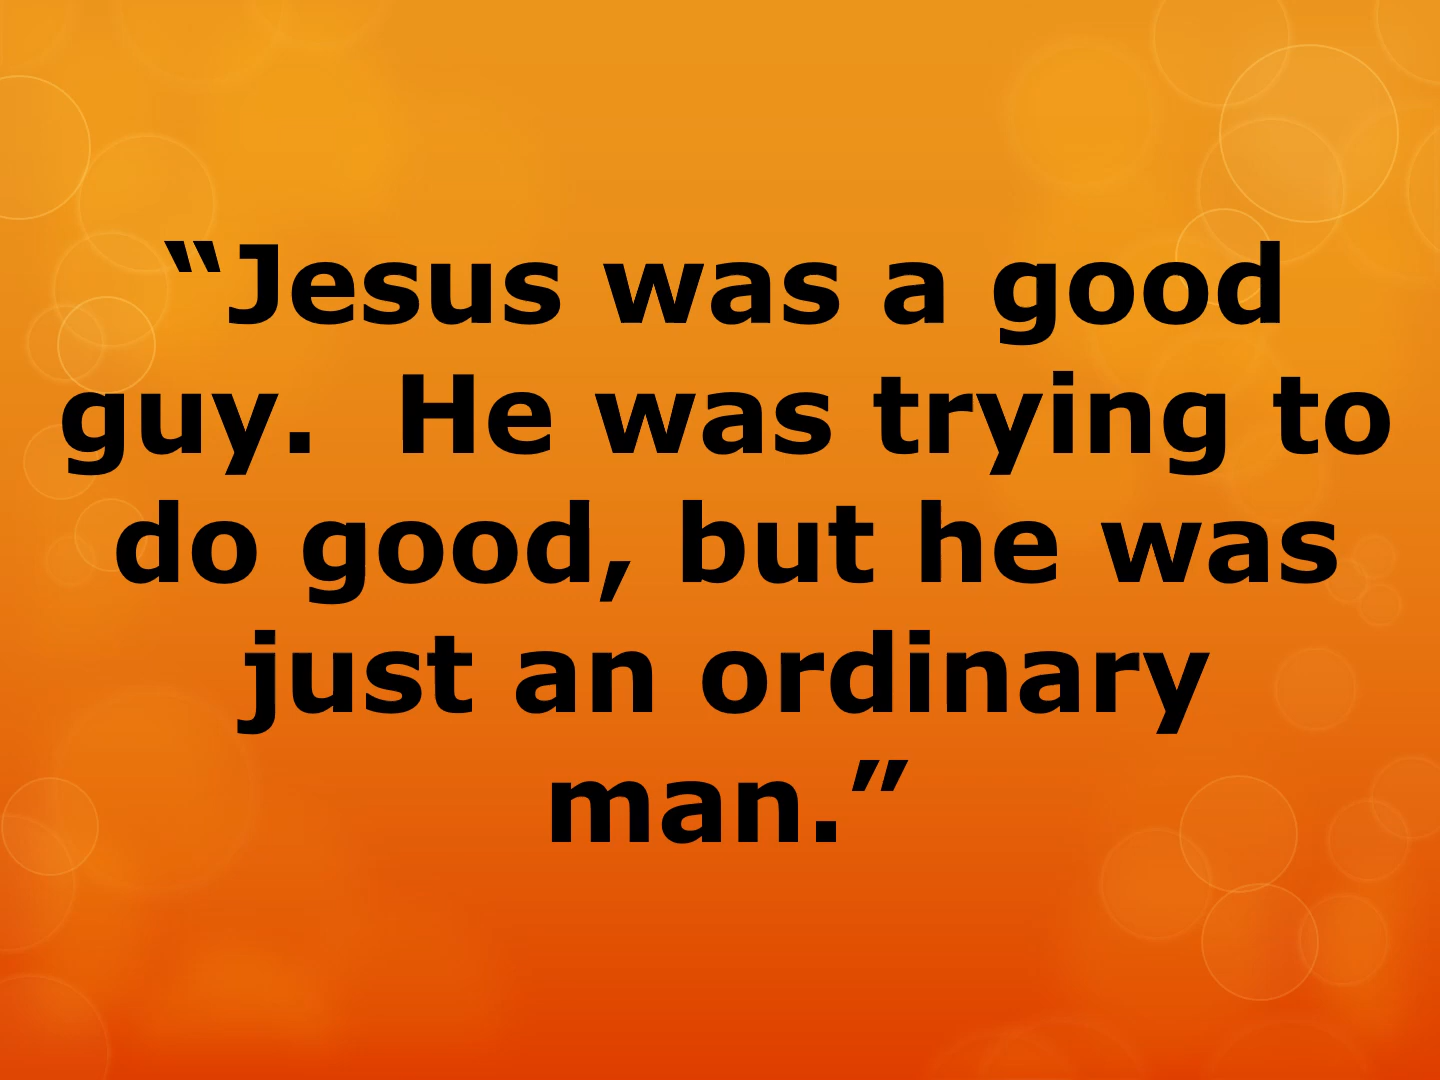 “Jesus was a good
guy.  He was trying to
do good, but he was
just an ordinary
man.”